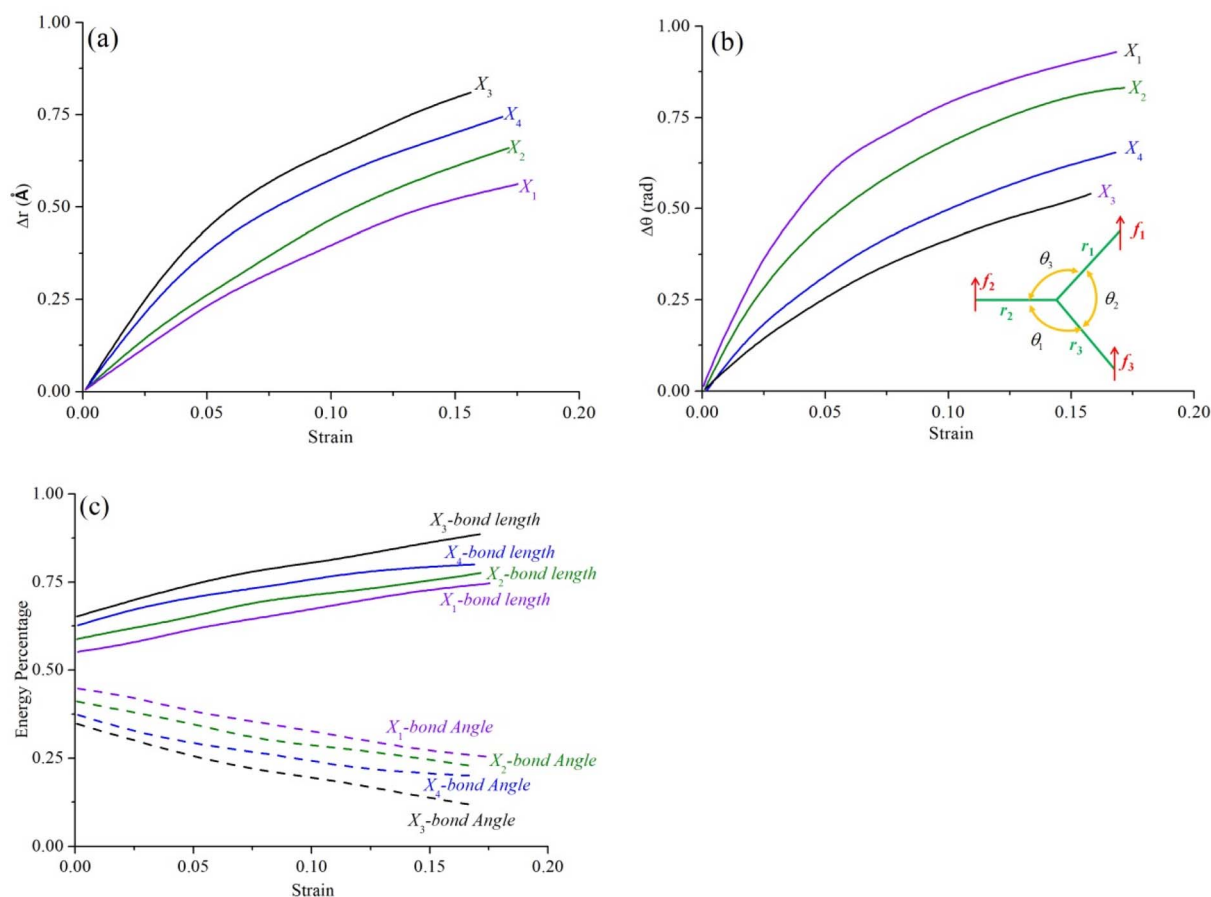 (a)
1.00
0.75
0.50
0.25
0.00
Δr (Å)
X3
X4
X2
X1
0.00 0.05 0.10 0.15 0.20
Strain
(b)
1.00
0.75
0.50
0.25
0.00
Δθ (rad)
X1
X2
X4
X3
f1
r1
θ3
f2
θ2
r2
r3
θ1
f3
0.00 0.05 0.10 0.15 0.20
Strain
(c)
1.00
0.75
0.50
0.25
0.00
Energy Percentage
X3-bond length
X4-bond length
X2-bond length
X1-bond length
X1-bond Angle
X2-bond Angle
X4-bond Angle
X3-bond Angle
0.00 0.05 0.10 0.15 0.20
Strain